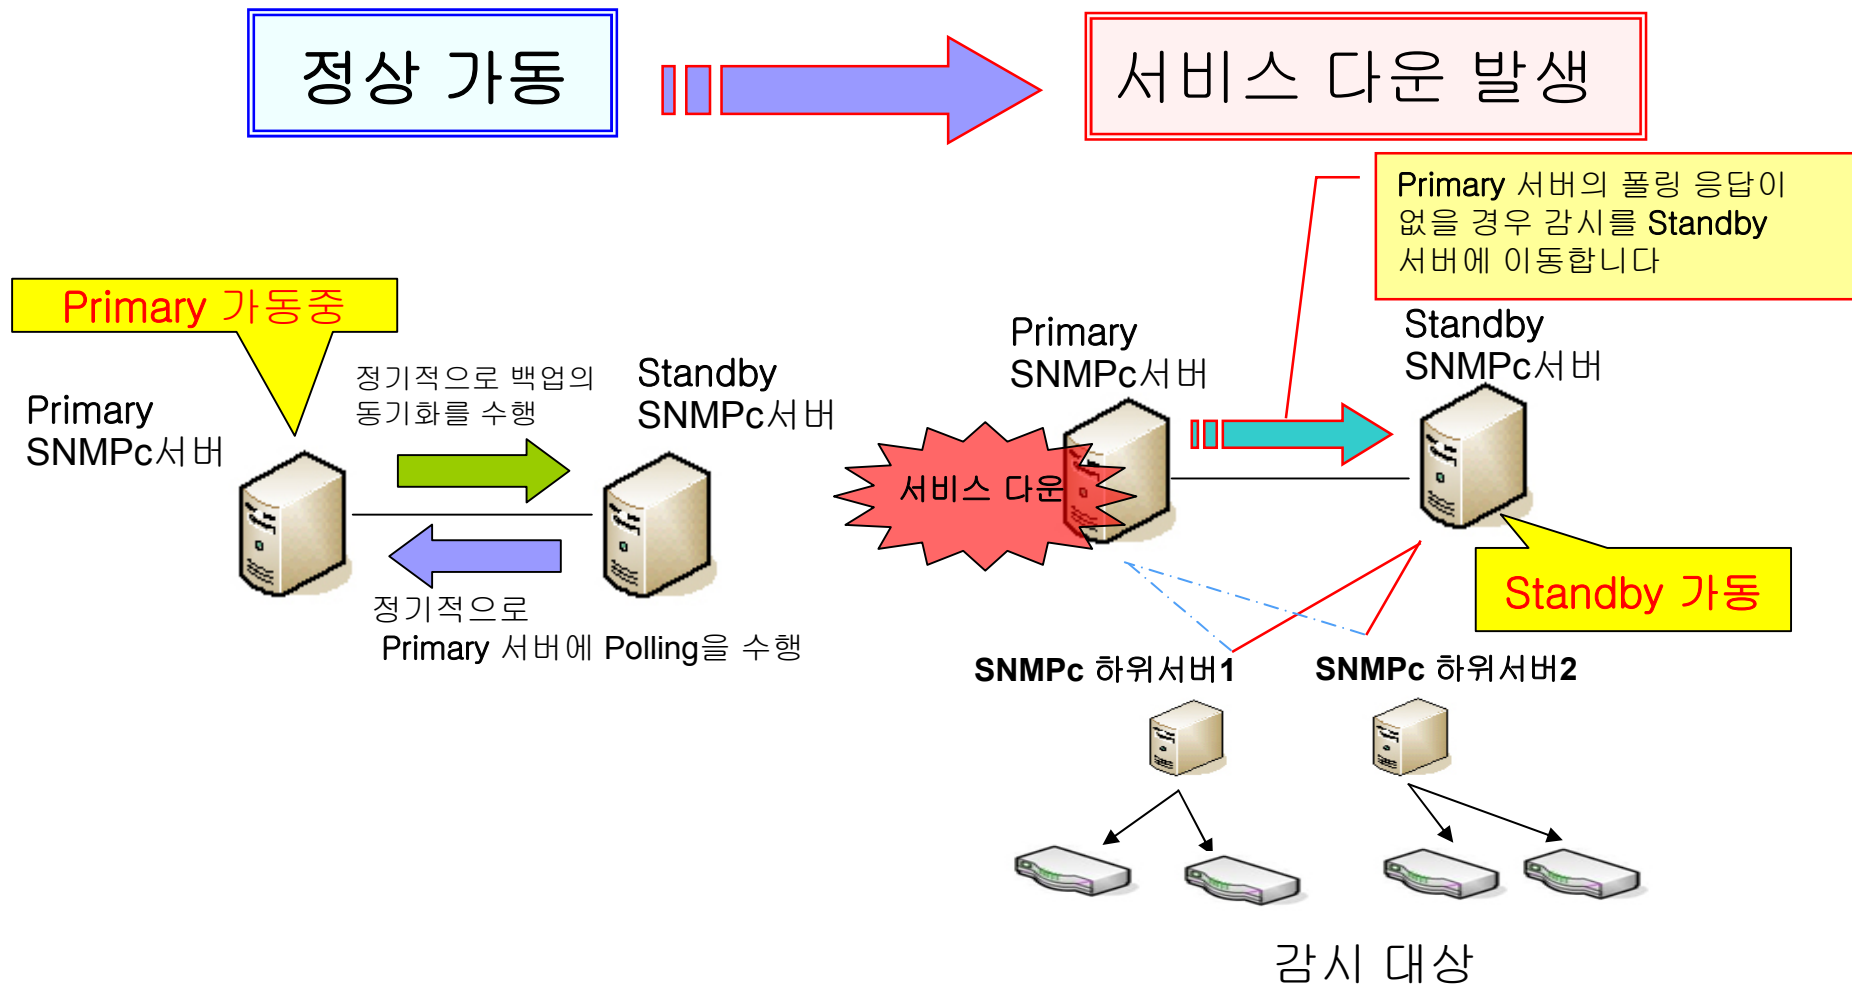 정상 가동
서비스 다운 발생
Primary 서버의 폴링 응답이
없을 경우 감시를 Standby
서버에 이동합니다
Primary 가동중
Primary
SNMPc서버
정기적으로 백업의
동기화를 수행
Standby
SNMPc서버
정기적으로
Primary 서버에 Polling을 수행
Primary
SNMPc서버
Standby
SNMPc서버
서비스 다운
Standby 가동
SNMPc 하위서버1
SNMPc 하위서버2
감시 대상